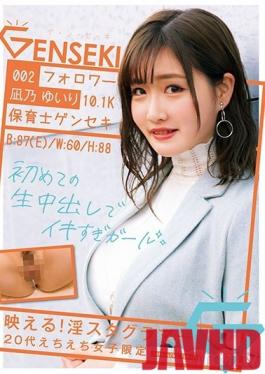 GENSEKI
002 フォロワー
凪乃 ゆいり 10.1K
保育士ゲンセキ
B:87(E)/W:60/H:88
初めての
生中出しで
イキすぎガール
映える!淫スタグラ
20代えちえち女子限定
JAVHD